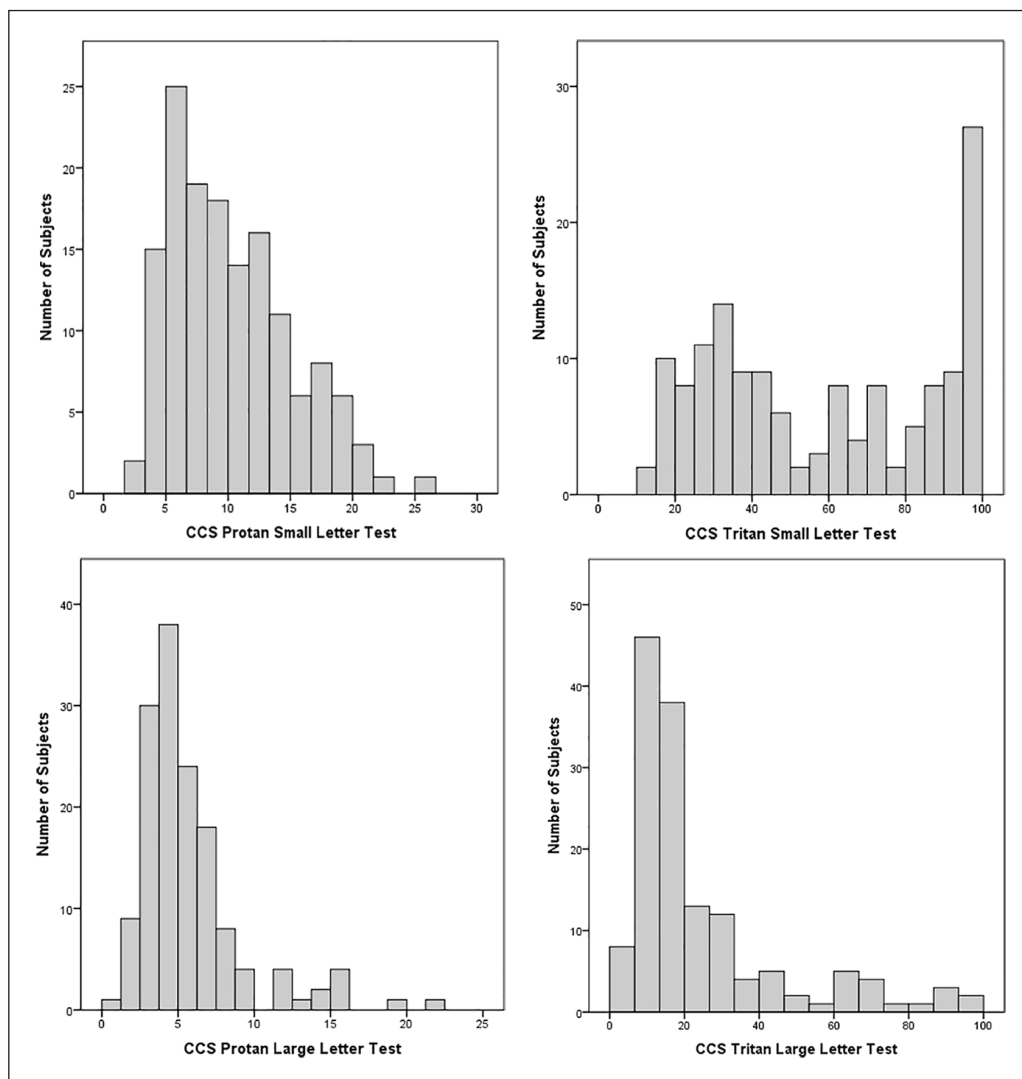 25
20
15
10
5
0
Number of Subjects
0 5 10 15 20 25 30
CCS Protan Small Letter Test
30
20
10
0
Number of Subjects
0 20 40 60 80 100
CCS Tritan Small Letter Test
40
30
20
10
0
Number of Subjects
0 5 10 15 20 25
CCS Protan Large Letter Test
50
40
30
20
10
0
Number of Subjects
0 20 40 60 80 100
CCS Tritan Large Letter Test